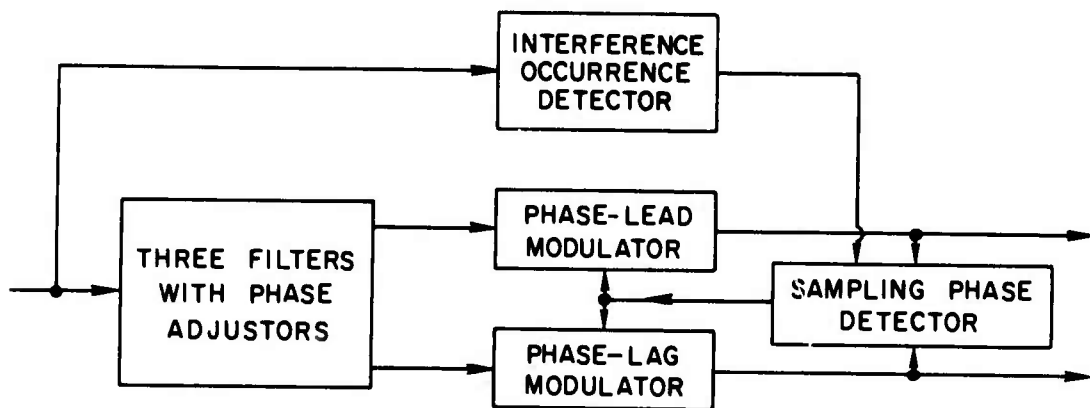 INTERFERENCE
OCCURRENCE
DETECTOR
THREE FILTERS
WITH PHASE
ADJUSTORS
PHASE-LEAD
MODULATOR
SAMPLING PHASE
DETECTOR
PHASE-LAG
MODULATOR